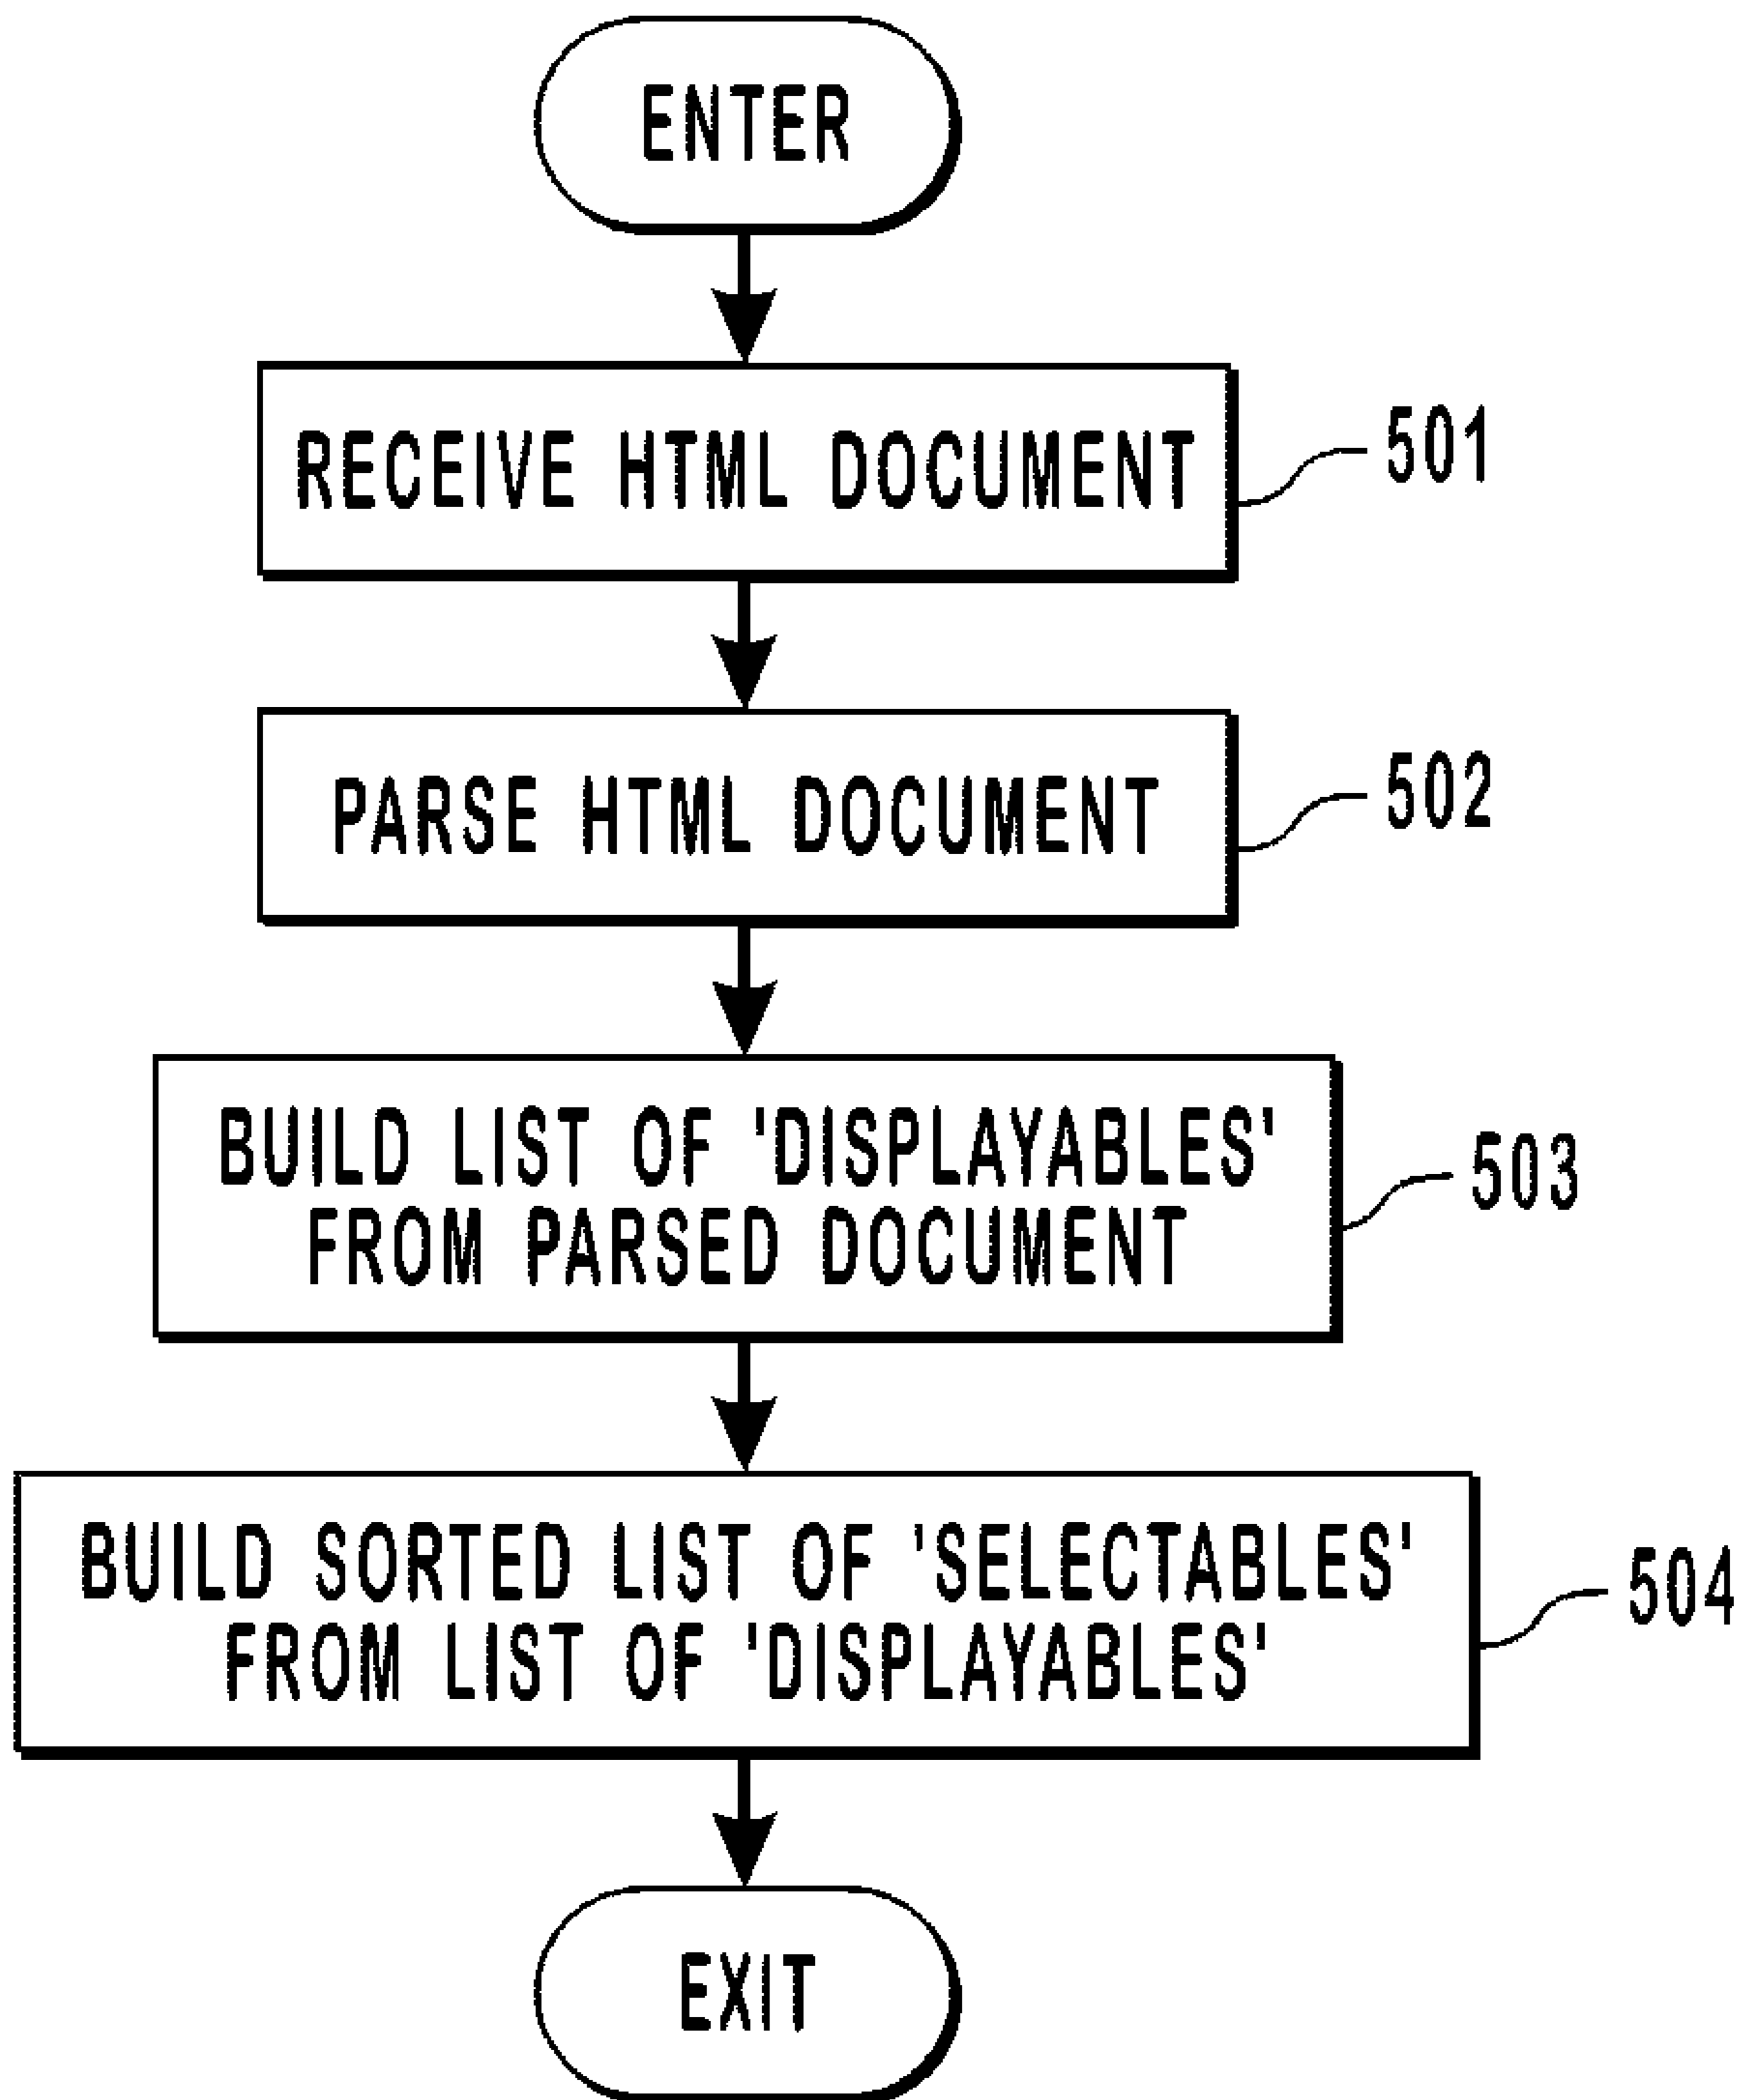 ENTER
RECEIVE HTML DOCUMENT
501
PARSE HTML DOCUMENT
502
BUILD LIST OF 'DISPLAYABLES'
FROM PARSED DOCUMENT
503
BUILD SORTED LIST OF 'SELECTABLES'
FROM LIST OF 'DISPLAYABLES'
504
EXIT